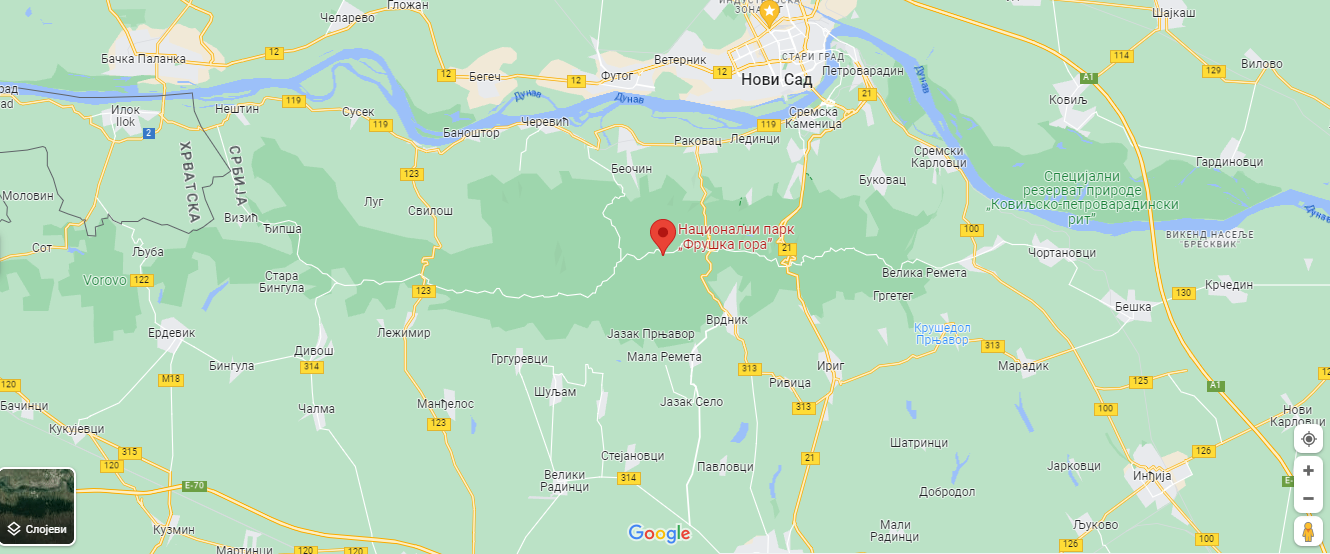 Гложан
Челарево
ИНДУСТРИЈСКА
ЗОНА
Шајкаш
Бачка Паланка
12
Ветерник
СТАРИ ГРАД
114
Бегеч
12
Футог
12
12
Нови Сад
Петроварадин
A1
129
Вилово
ad
Илок
Ilok
Нештин
119
Сусек
Дунав
Дунав
21
Дунав
Ковиљ
2
119
Баноштор
Черевић
119
Сремска
Каменица
Раковац
Лединци
ХРВАТСКА
СРБИЈА
123
Беочин
Сремски
Карловци
Гардиновци
Моловин
Луг
Буковац
Специјални
резерват природе
„Ковиљско-петроварадински
рит“
Визић
Свилош
Дунав
Ђипша
Национални парк
„Фрушка гора“
100
ВИКЕНД НАСЕЉЕ
БРЕСКВИК
Сот
Љуба
21
Чортановци
Vorovo
122
Стара
Бингула
Велика Ремета
123
Гргетег
130
Крчедин
Бешка
Ердевик
Лежимир
Јазак Прњавор
Врдник
Крушедол
Прњавор
Дивош
Гргуревци
Мала Ремета
313
Бингула
314
313
Ириг
Марадик
120
M18
Ривица
125
A1
12
Шуљам
Бачинци
Чалма
Манђелос
Јазак Село
313
100
Нови
Карловци
Кукујевци
123
Шатринци
315
120
Стејановци
21
126
Павловци
Јарковци
Инђија
E-70
Велики
Радинци
314
Добродол
E-
Слојеви
Кузмин
Мали
Радинци
Љуково
Google
Мартинци
120
100